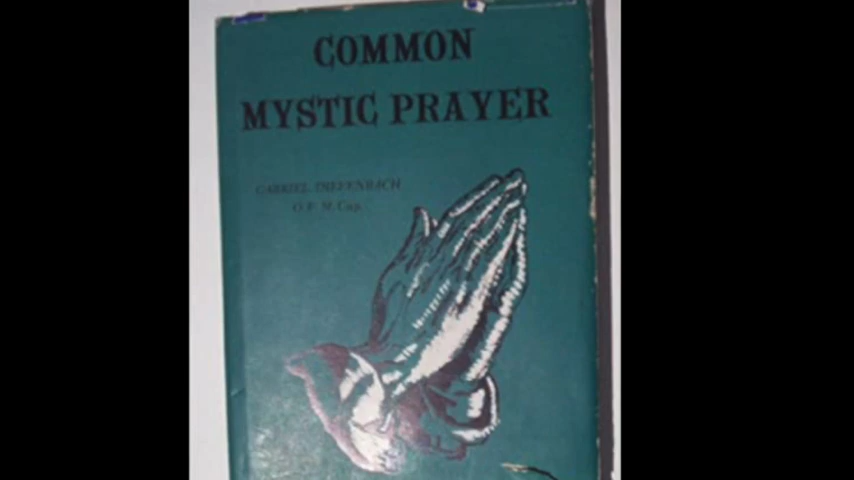 COMMON
MYSTIC PRAYER
GABRIEL DIEFENBACH
O.F.M.Cap.